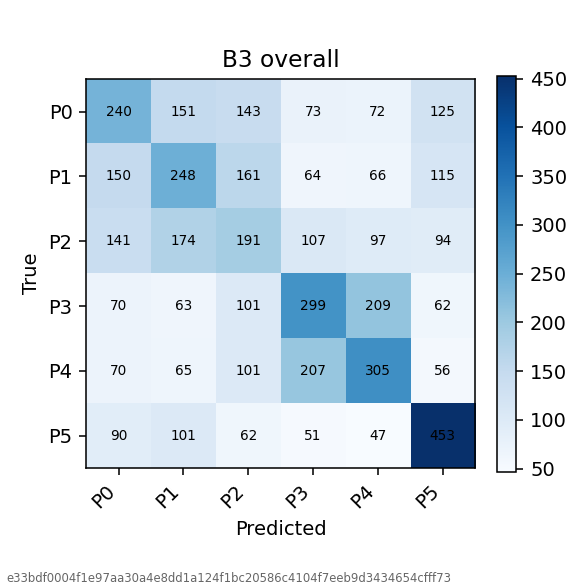 B3 overall
P0 240 151 143 73 72 125
P1 150 248 161 64 66 115
P2 141 174 191 107 97 94
P3 70 63 101 299 209 62
P4 70 65 101 207 305 56
P5 90 101 62 51 47 453
True
P0 P1 P2 P3 P4 P5
Predicted
450
400
350
300
250
200
150
100
50
e33bdf0004f1e97aa30a4e8dd1a124f1bc20586c4104f7eeb9d3434654cfff73